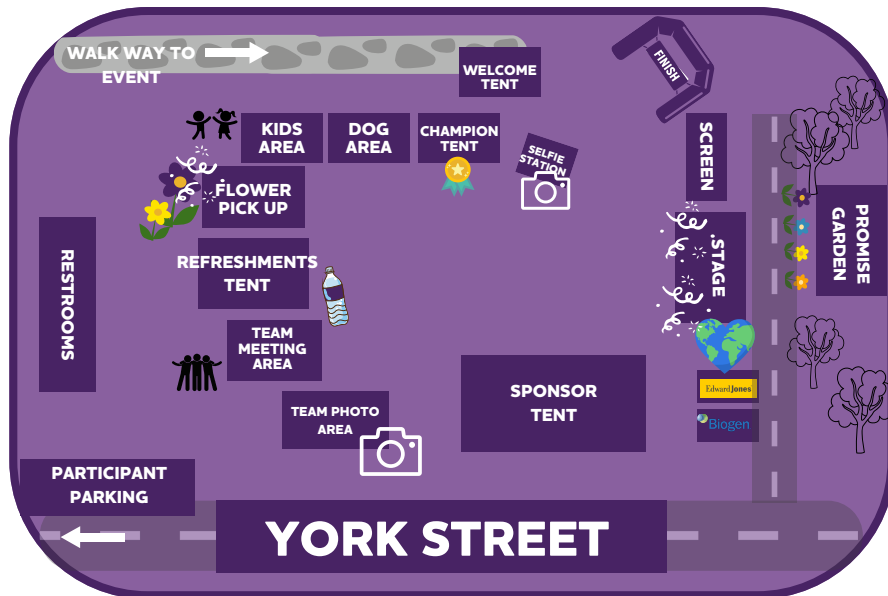 WALK WAY TO
EVENT
WELCOME
TENT
FINISH
KIDS
AREA
DOG
AREA
CHAMPION
TENT
SELFIE
STATION
SCREEN
FLOWER
PICK UP
PROMISE
GARDEN
STAGE
RESTROOMS
REFRESHMENTS
TENT
TEAM
MEETING
AREA
SPONSOR
TENT
EdwardJones
Biogen
TEAM PHOTO
AREA
PARTICIPANT
PARKING
YORK STREET